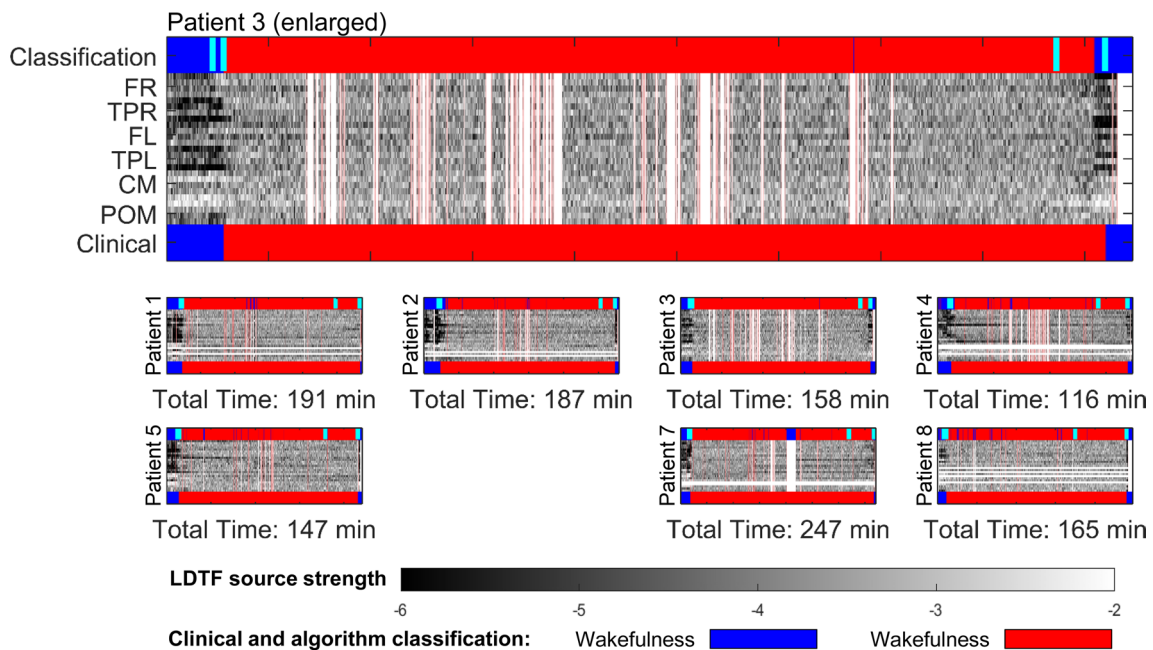 Patient 3 (enlarged)
Classification
FR
TPR
FL
TPL
CM
POM
Clinical
Patient 1
Total Time: 191 min
Patient 2
Total Time: 187 min
Patient 3
Total Time: 158 min
Patient 4
Total Time: 116 min
Patient 5
Total Time: 147 min
Patient 7
Total Time: 247 min
Patient 8
Total Time: 165 min
LDTF source strength
-6 -5 -4 -3 -2
Clinical and algorithm classification: Wakefulness Wakefulness